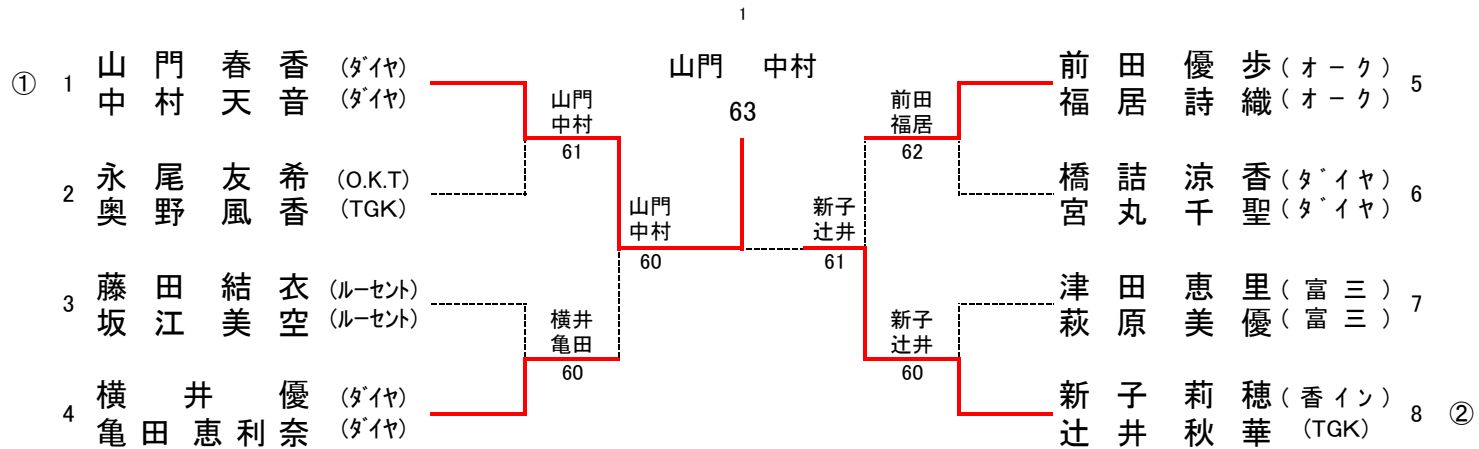 1
山門 中村
63
① 1 山門春香 (ダイヤ)
中村天音 (ダイヤ)
2 永尾友希 (O.K.T)
奥野風香 (TGK)
3 藤田結衣 (ルーセント)
坂江美空 (ルーセント)
4 横井優 (ダイヤ)
亀田恵利奈 (ダイヤ)
山門
中村
61
横井
亀田
60
山門
中村
60
新子
辻井
61
前田
福居
62
新子
辻井
60
前田優歩 (オーク) 5
福居詩織 (オーク)
橋詰涼香 (ダイヤ) 6
宮丸千聖 (ダイヤ)
津田恵里 (富三) 7
萩原美優 (富三)
新子莉穂 (香イン) 8 ②
辻井秋華 (TGK)